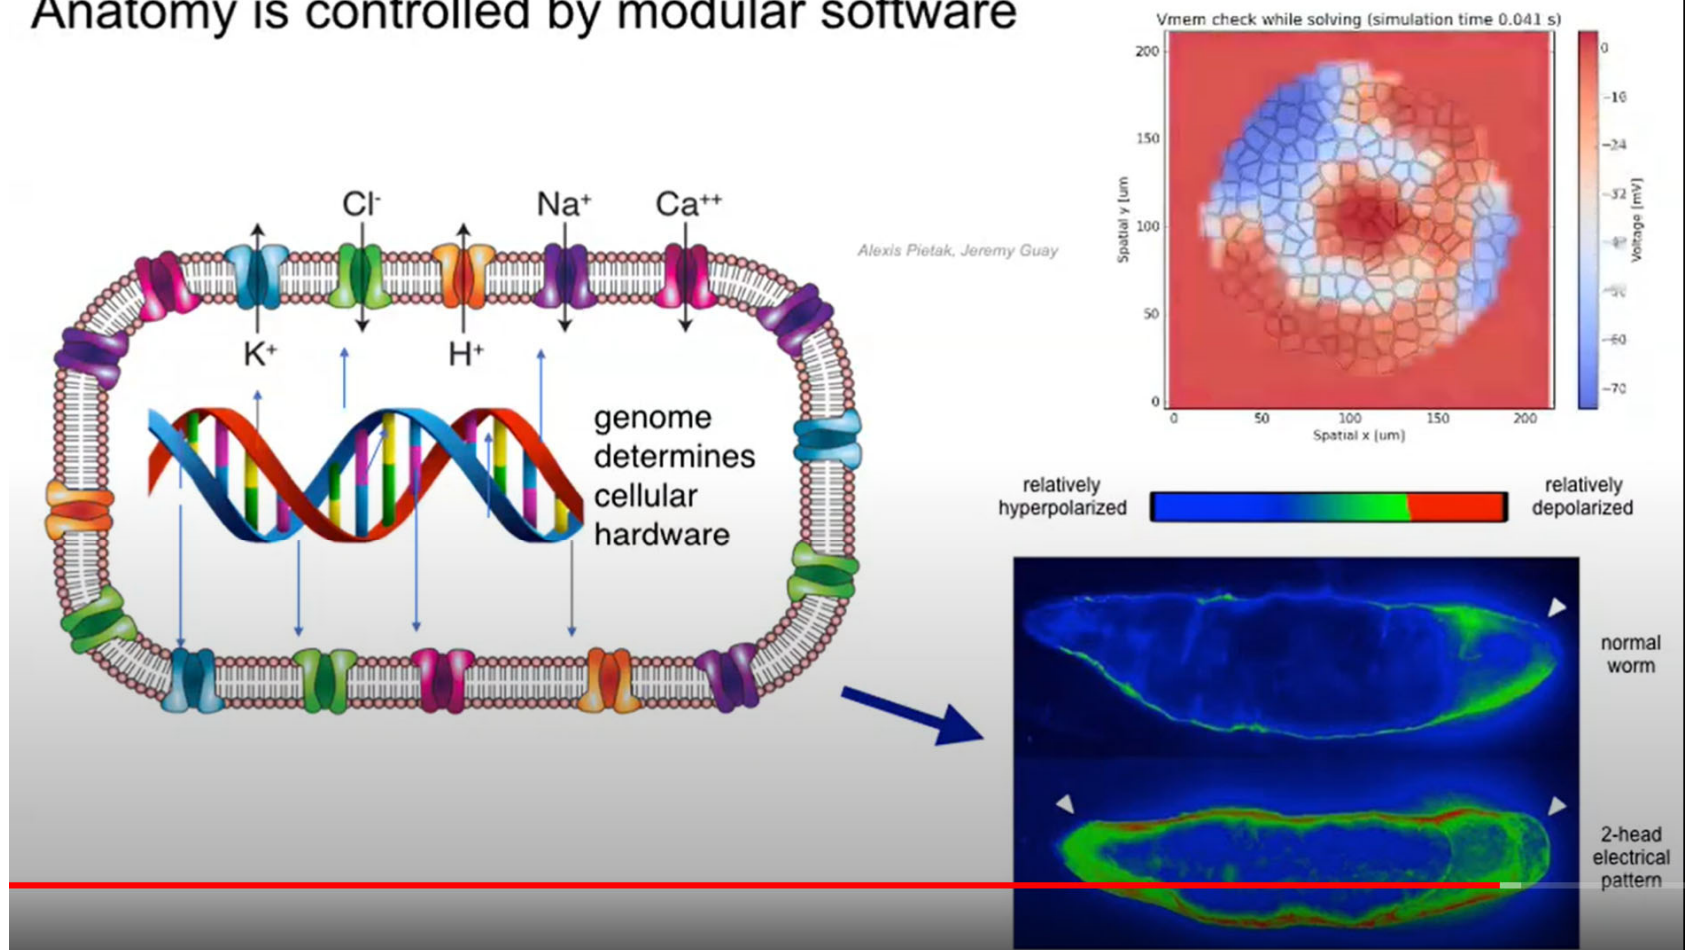 Anatomy is controlled by modular software
Cl-
Na+
Ca++
K+
H+
genome
determines
cellular
hardware
Alexis Pietak, Jeremy Guay
Vmem check while solving (simulation time 0.041 s)
200
150
100
50
0
Spatial y [um
0
50
100
150
200
Spatial x [um]
0
-16
-24
-32
-60
-70
Voltage [mV]
relatively
hyperpolarized
relatively
depolarized
normal
worm
2-head
electrical
pattern